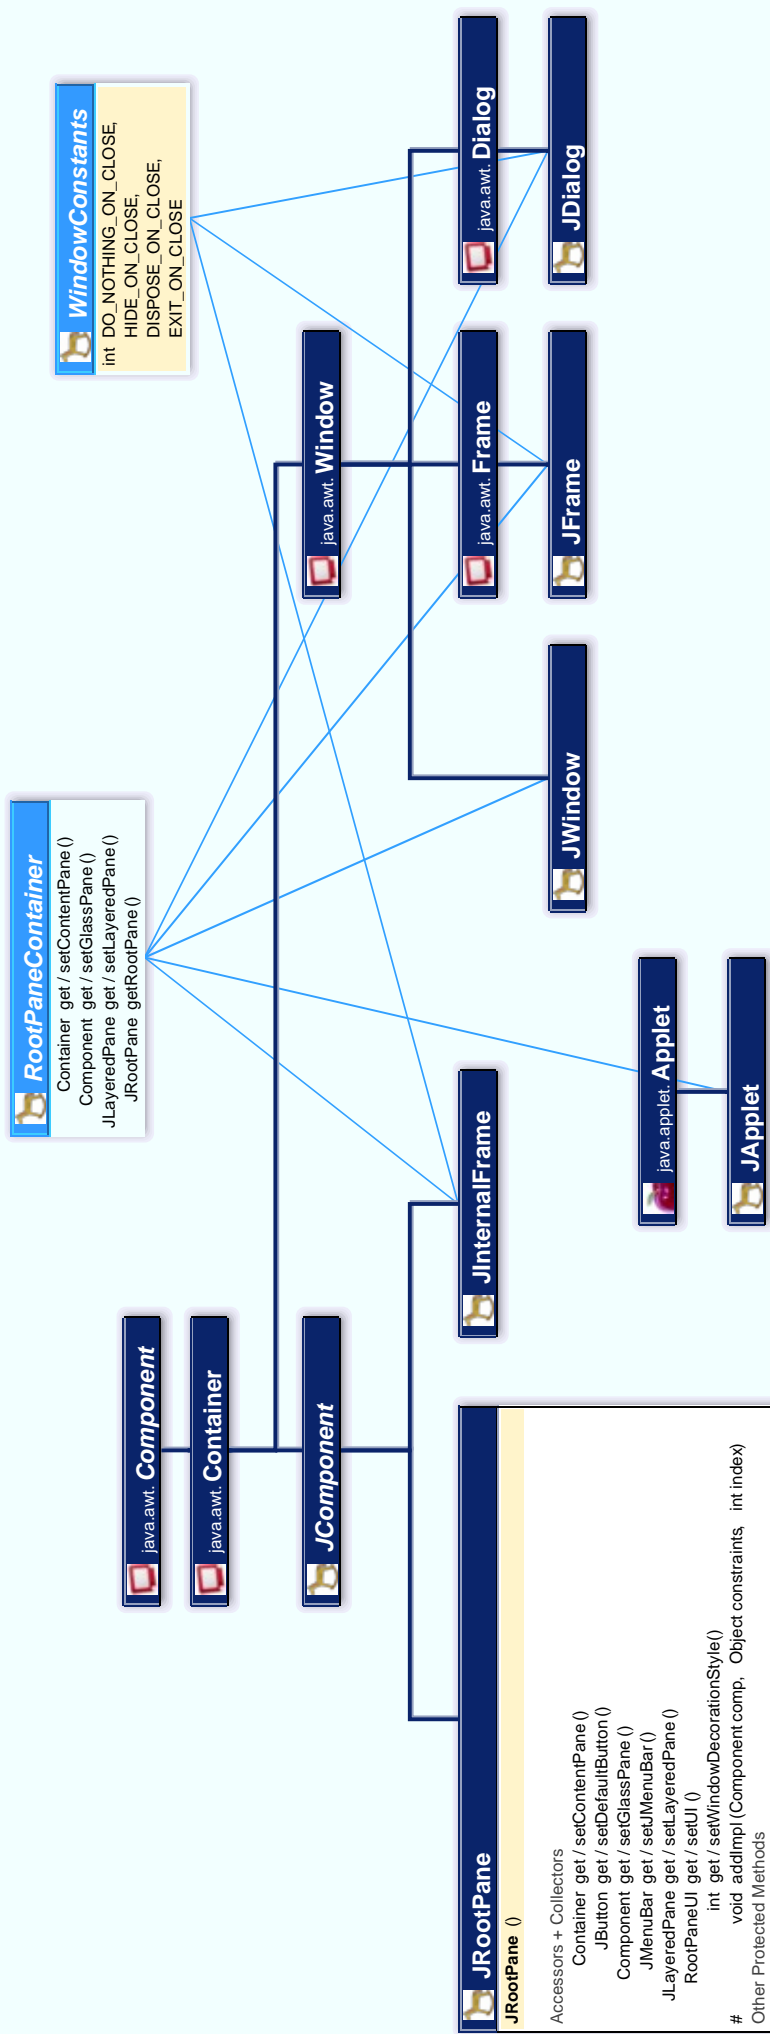 WindowConstants
int DO_NOTHING_ON_CLOSE,
HIDE_ON_CLOSE,
DISPOSE_ON_CLOSE,
EXIT_ON_CLOSE
RootPaneContainer
Container get / setContentPane ()
Component get / setGlassPane ()
JLayeredPane get / setLayeredPane ()
JRootPane getRootPane ()
java.awt. Component
java.awt. Container
JComponent
java.awt. Window
java.awt. Frame
java.awt. Dialog
JInternalFrame
JWindow
JFrame
JDialog
java.applet. Applet
JApplet
JRootPane
JRootPane ()
Accessors + Collectors
Container get / setContentPane ()
JButton get / setDefaultButton ()
Component get / setGlassPane ()
JMenuBar get / setJMenuBar ()
JLayeredPane get / setLayeredPane ()
RootPaneUI get / setUI ()
int get / setWindowDecorationStyle ()
# void addImpl (Component comp, Object constraints, int index)
Other Protected Methods